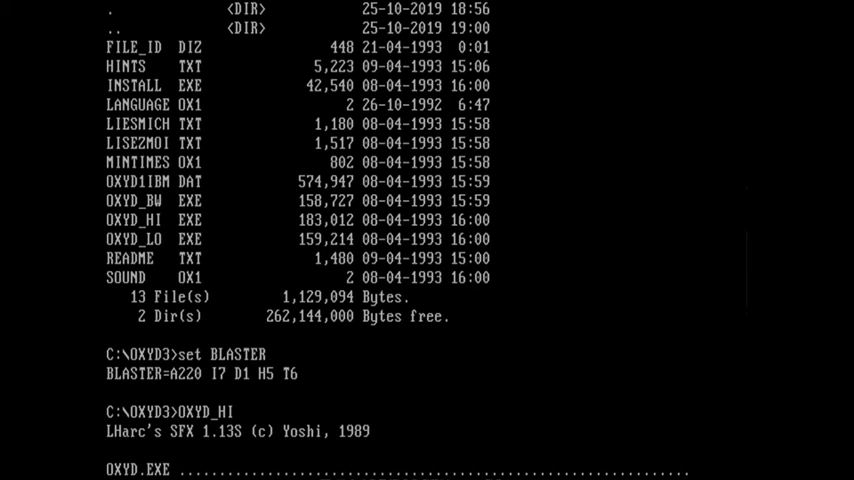 .            <DIR>            25-10-2019 18:56
..           <DIR>            25-10-2019 19:00
FILE_ID  DIZ              448 21-04-1993  0:01
HINTS    TXT            5,223 09-04-1993 15:06
INSTALL  EXE           42,540 08-04-1993 16:00
LANGUAGE OX1                2 26-10-1992  6:47
LIESMICH TXT            1,180 08-04-1993 15:58
LISEZMOI TXT            1,517 08-04-1993 15:58
MINTIMES OX1              802 08-04-1993 15:58
OXYD1IBM DAT          574,947 08-04-1993 15:59
OXYD_BW  EXE          158,727 08-04-1993 15:59
OXYD_HI  EXE          183,012 08-04-1993 16:00
OXYD_LO  EXE          159,214 08-04-1993 16:00
README   TXT            1,480 09-04-1993 15:00
SOUND    OX1                2 08-04-1993 16:00
13 File(s)          1,129,094 Bytes.
2 Dir(s)        262,144,000 Bytes free.
C:\OXYD3>set BLASTER
BLASTER=A220 I7 D1 H5 T6
C:\OXYD3>OXYD_HI
LHarc's SFX 1.13S (c) Yoshi, 1989
OXYD.EXE ...............................................................